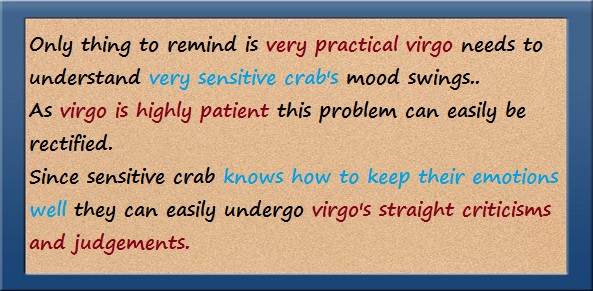 Only thing to remind is very practical virgo needs to
understand very sensitive crab's mood swings..
As virgo is highly patient this problem can easily be
rectified.
Since sensitive crab knows how to keep their emotions
well they can easily undergo virgo's straight criticisms
and judgements.